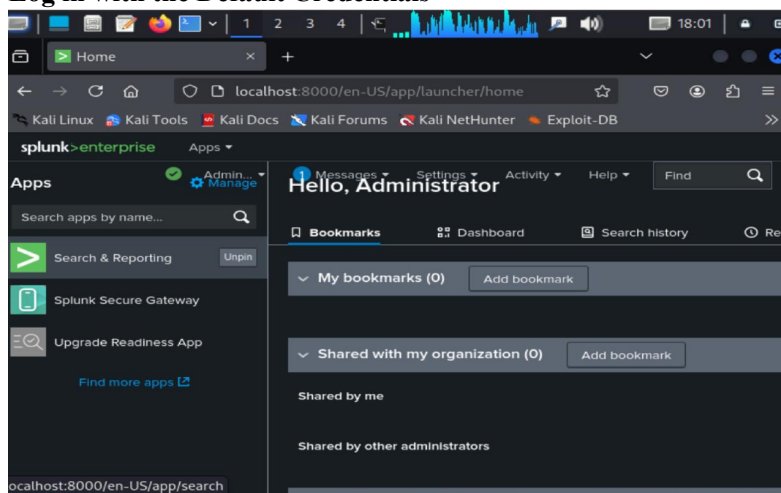 Log in with the Default Credentials
1 2 3 4 18:01
Home
localhost:8000/en-US/app/launcher/home
Kali Linux Kali Tools Kali Docs Kali Forums Kali NetHunter Exploit-DB
splunk>enterprise Apps
Apps Admin... Manage
1 Messages Settings Activity Help Find
Hello, Administrator
Search apps by name...
Bookmarks Dashboard Search history Re
Search & Reporting Unpin
My bookmarks (0) Add bookmark
Splunk Secure Gateway
Upgrade Readiness App
Shared with my organization (0) Add bookmark
Find more apps
Shared by me
Shared by other administrators
ocalhost:8000/en-US/app/search